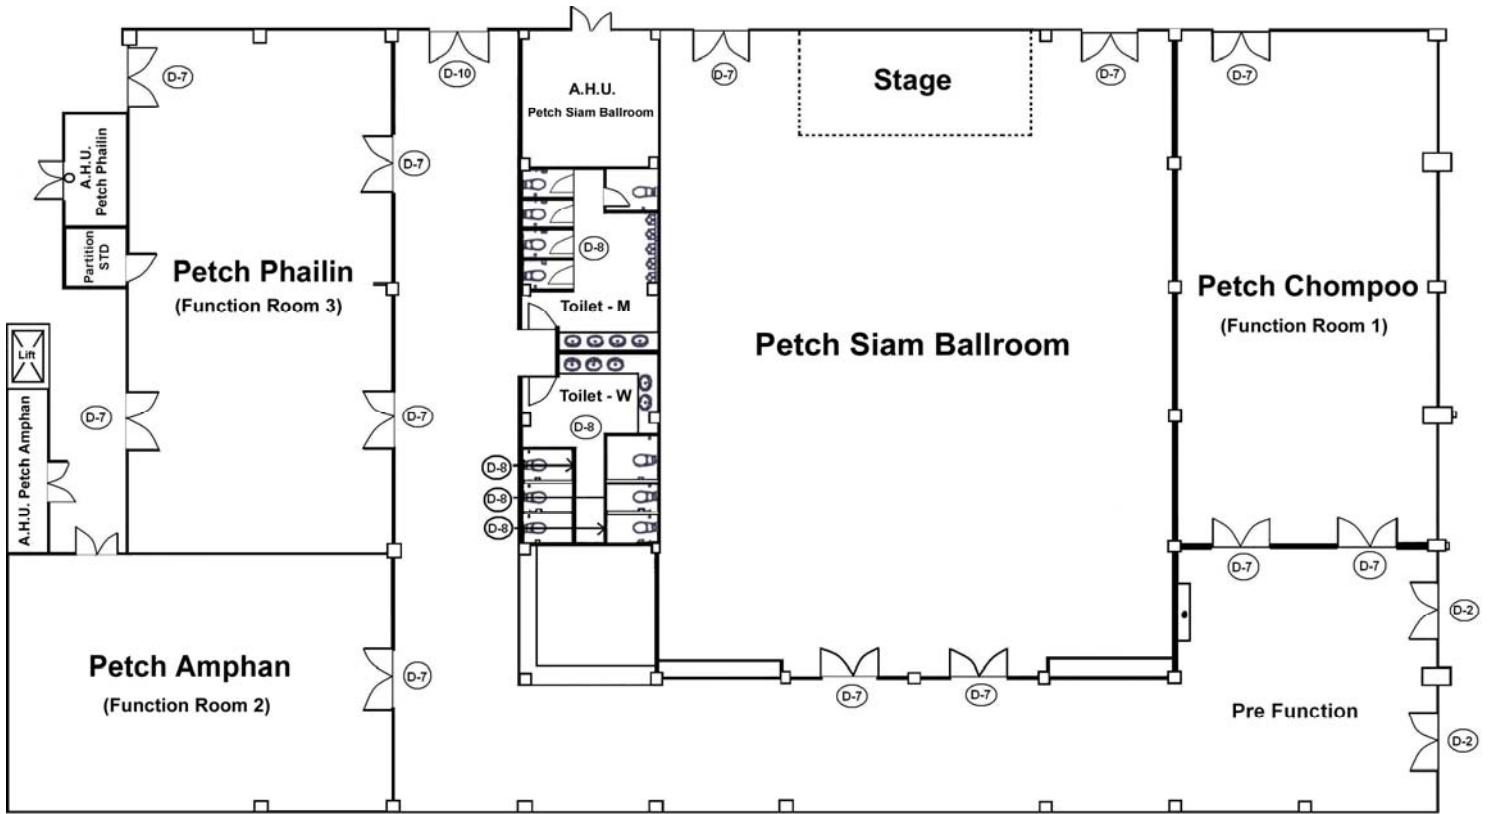 D-7
D-10
A.H.U.
Petch Siam Ballroom
D-7
Stage
D-7
D-7
A.H.U.
Petch Phailin
D-7
Partition
STD
Petch Phailin
(Function Room 3)
D-8
Toilet - M
Petch Siam Ballroom
Petch Chompoo
(Function Room 1)
Lift
A.H.U. Petch Amphan
D-7
D-7
Toilet - W
D-8
D-8
D-8
D-8
D-7
D-7
D-2
Petch Amphan
(Function Room 2)
D-7
D-7
D-7
Pre Function
D-2